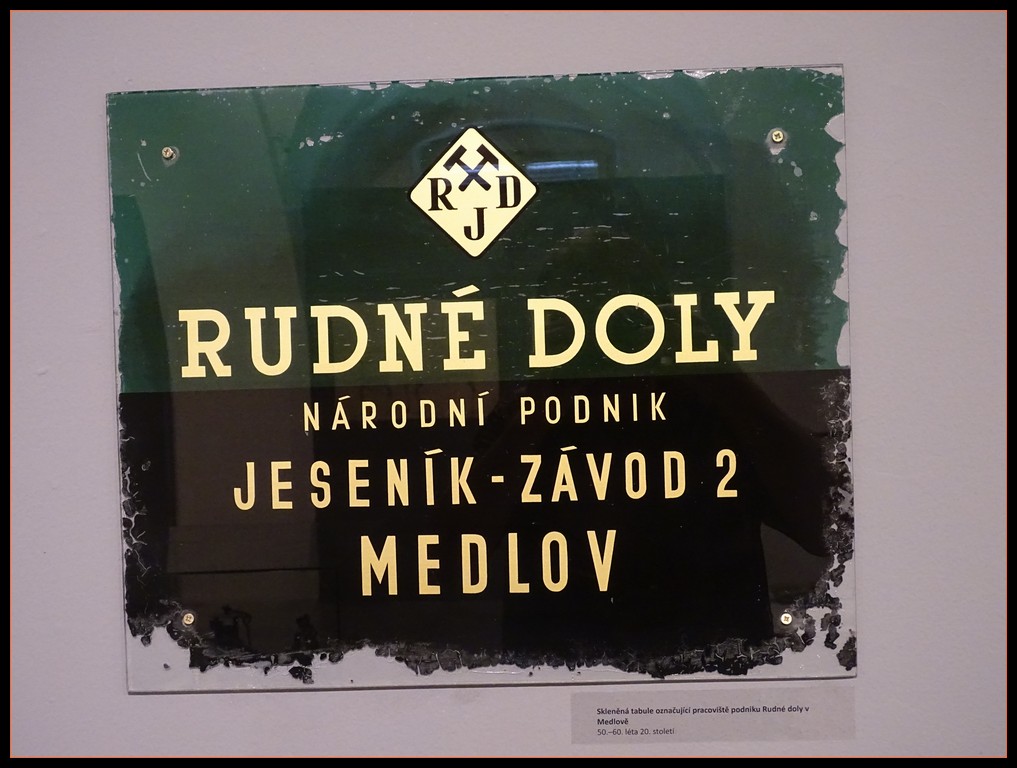 R D
J
RUDNÉ DOLY
NÁRODNÍ PODNIK
JESENÍK-ZÁVOD 2
MEDLOV
Skleněná tabule označující pracoviště podniku Rudné doly v
Medlově
50.–60. léta 20. století